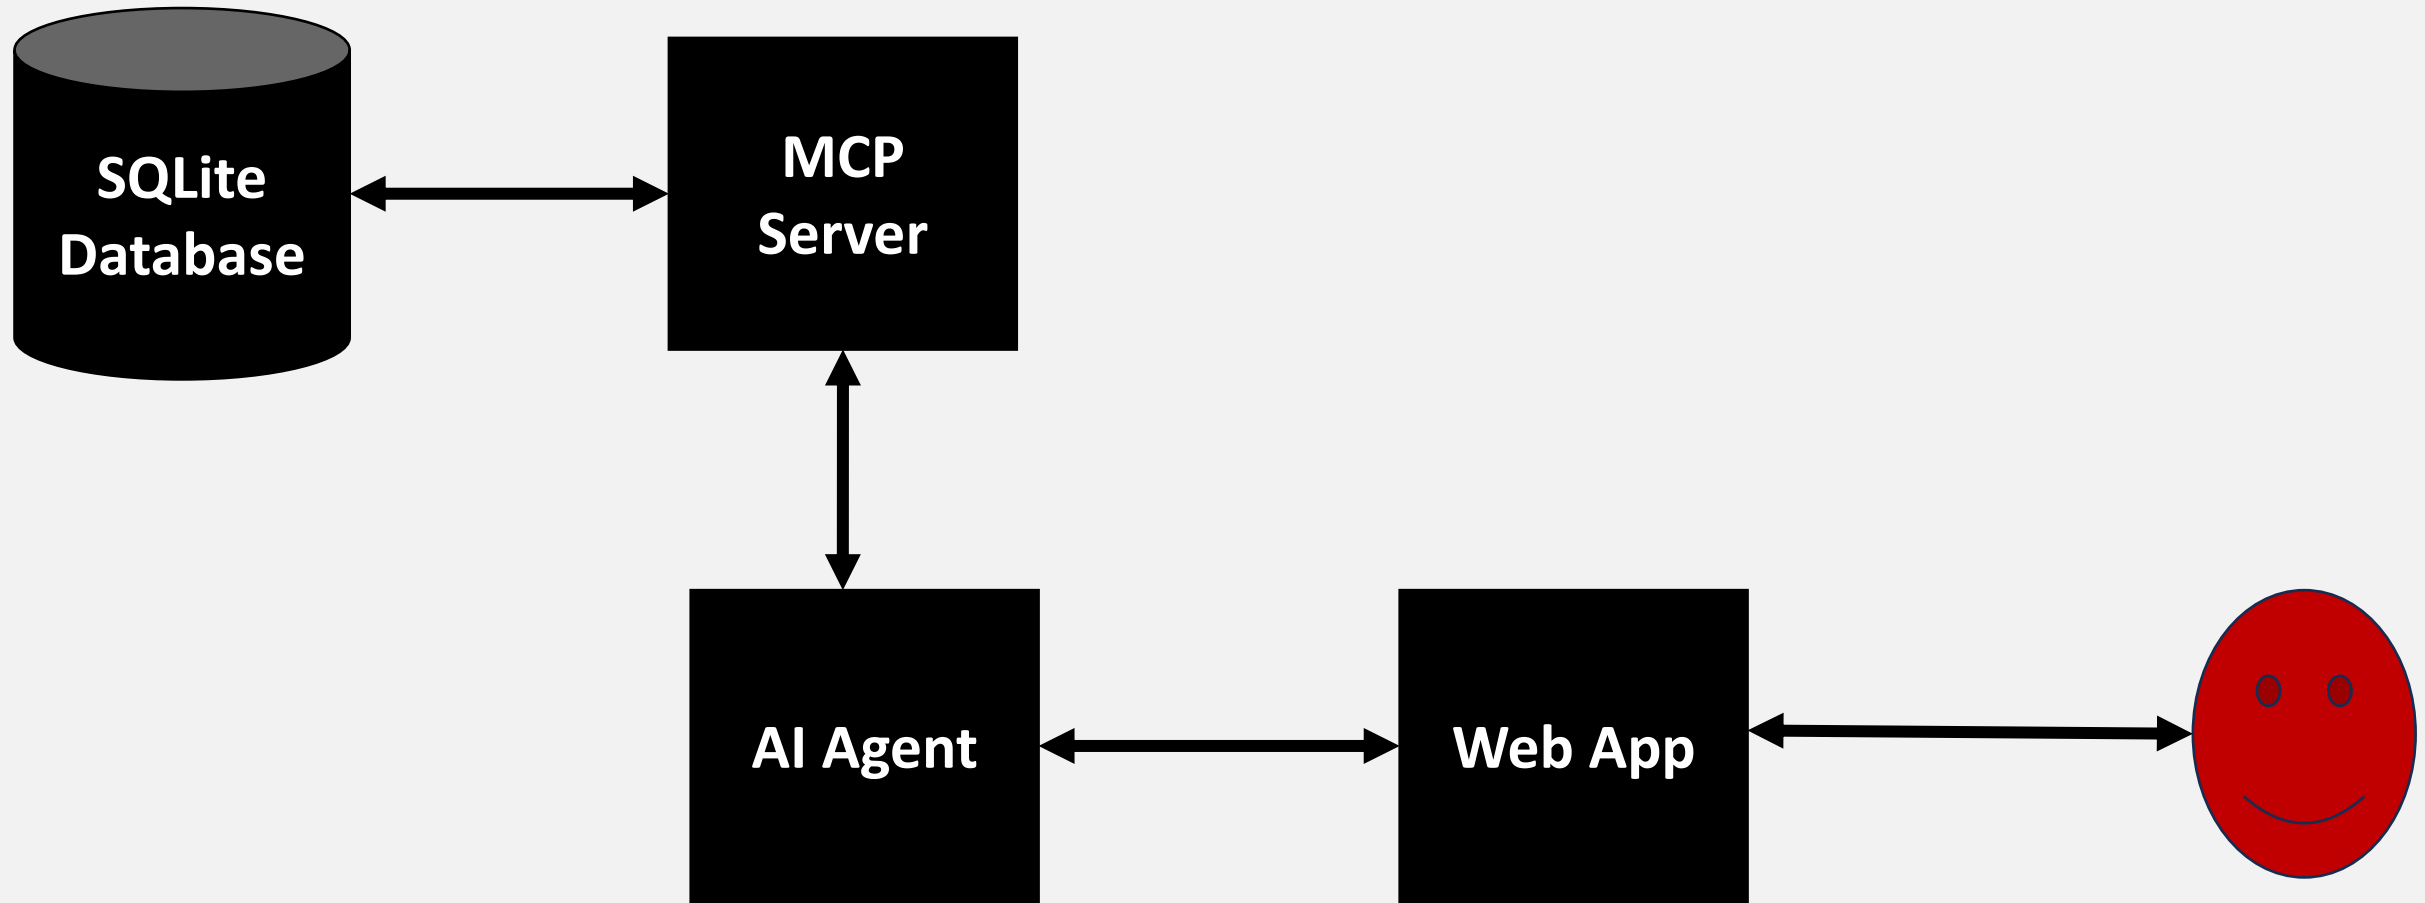 SQLite
Database
MCP
Server
AI Agent
Web App